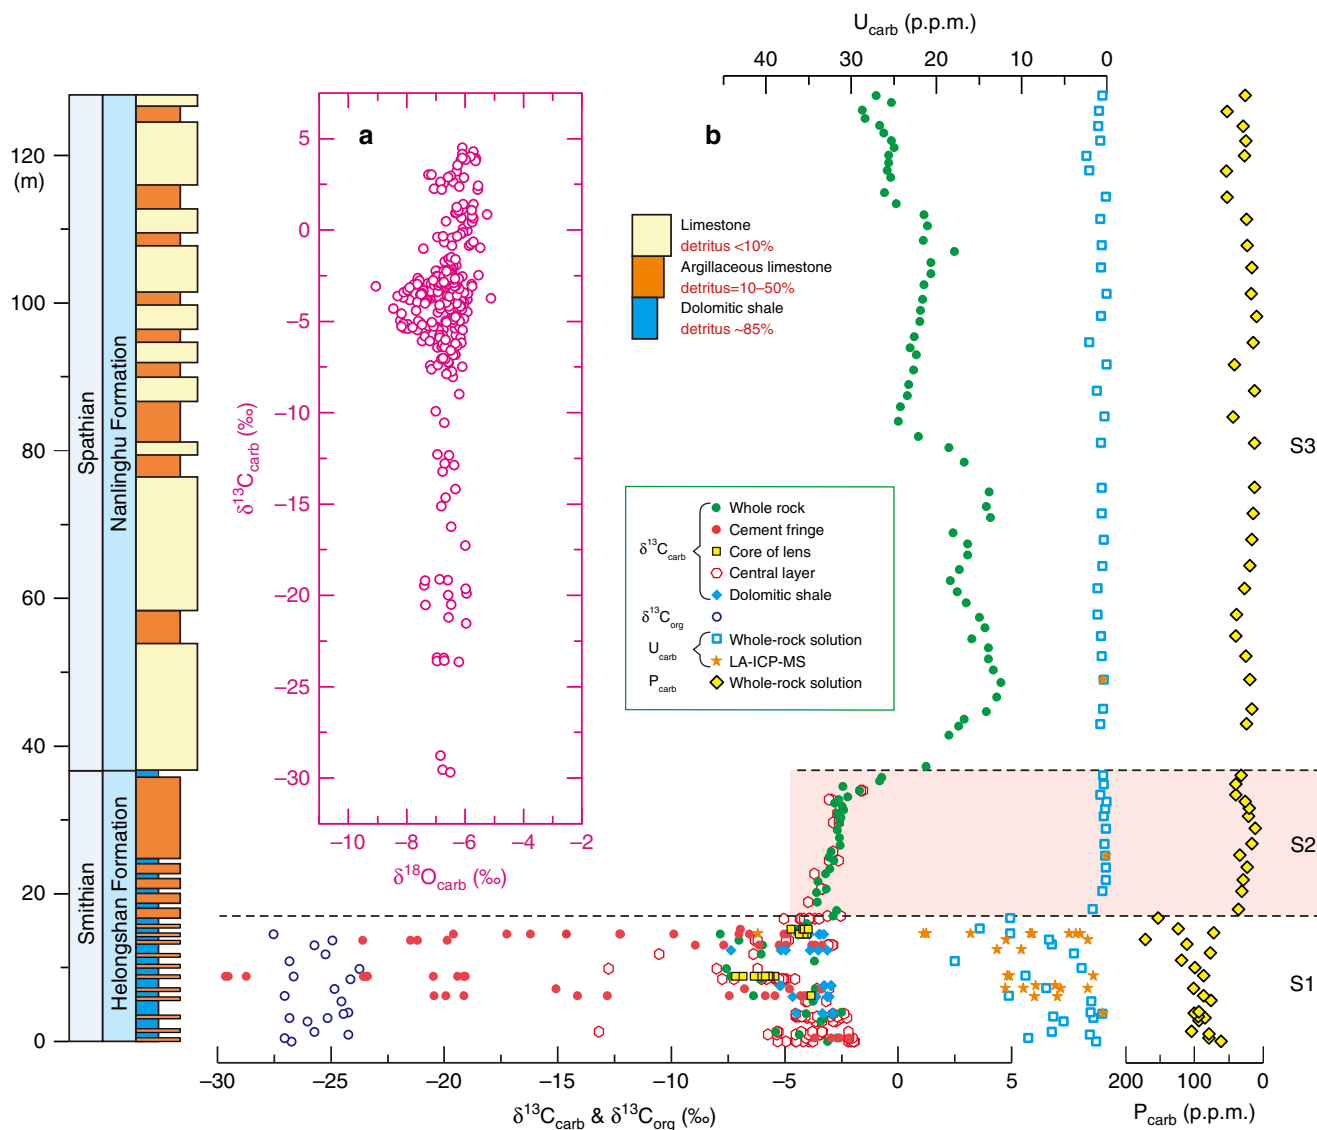 U_carb (p.p.m.)
40 30 20 10 0
120
(m)
100
80
60
40
20
0
Spathian
Smithian
Nanlinghu Formation
Helongshan Formation
a
5
0
−5
−10
−15
−20
−25
−30
δ¹³C_carb (‰)
−10 −8 −6 −4 −2
δ¹⁸O_carb (‰)
b
Limestone
detritus <10%
Argillaceous limestone
detritus=10–50%
Dolomitic shale
detritus ~85%
δ¹³C_carb
Whole rock
Cement fringe
Core of lens
Central layer
Dolomitic shale
δ¹³C_org
U_carb
Whole-rock solution
LA-ICP-MS
P_carb Whole-rock solution
S3
S2
S1
−30 −25 −20 −15 −10 −5 0 5
200 100 0
δ¹³C_carb & δ¹³C_org (‰)
P_carb (p.p.m.)